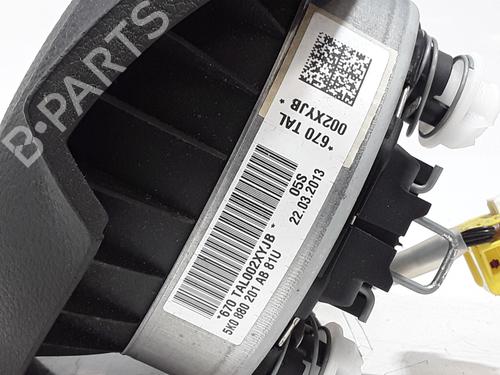 B-PARTS
*670 TAL
002XYJB *
*670 TAL002XYJB *
05S
5K0 880 201 AB 81U
22.03.2013